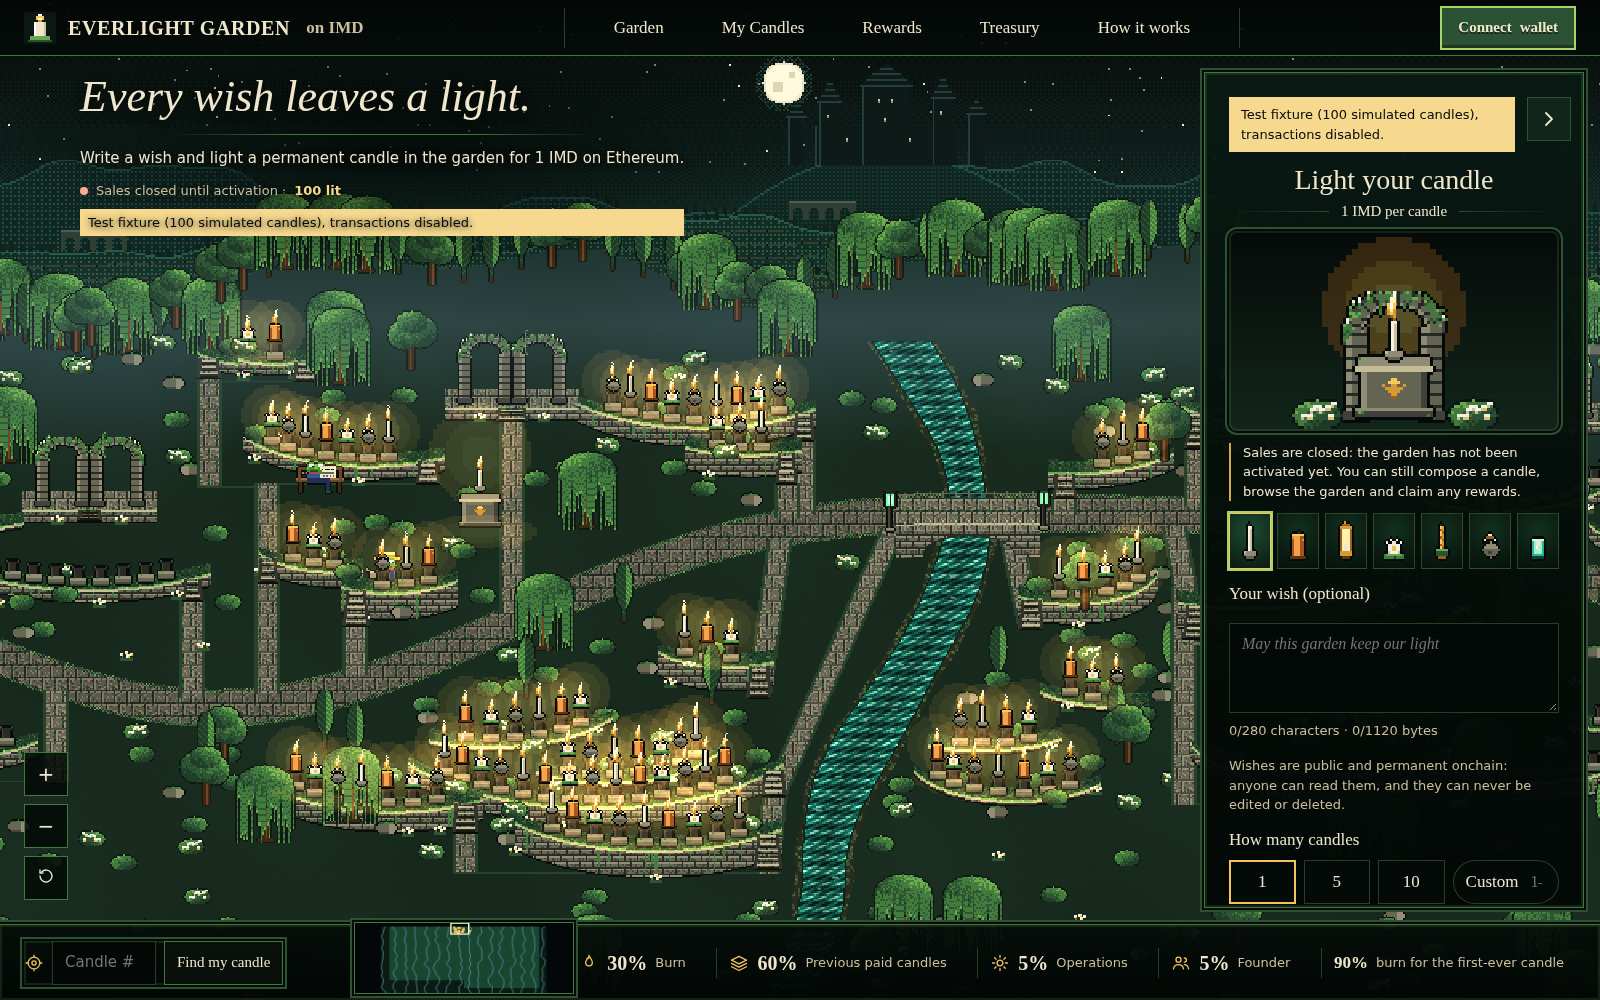 EVERLIGHT GARDEN on IMD
Garden
My Candles
Rewards
Treasury
How it works
Connect wallet
Every wish leaves a light.
Write a wish and light a permanent candle in the garden for 1 IMD on Ethereum.
Sales closed until activation · 100 lit
Test fixture (100 simulated candles), transactions disabled.
Test fixture (100 simulated candles),
transactions disabled.
Light your candle
1 IMD per candle
Sales are closed: the garden has not been
activated yet. You can still compose a candle,
browse the garden and claim any rewards.
Your wish (optional)
May this garden keep our light
0/280 characters · 0/1120 bytes
Wishes are public and permanent onchain:
anyone can read them, and they can never be
edited or deleted.
How many candles
1
5
10
Custom 1-
Candle #
Find my candle
30% Burn
60% Previous paid candles
5% Operations
5% Founder
90% burn for the first-ever candle